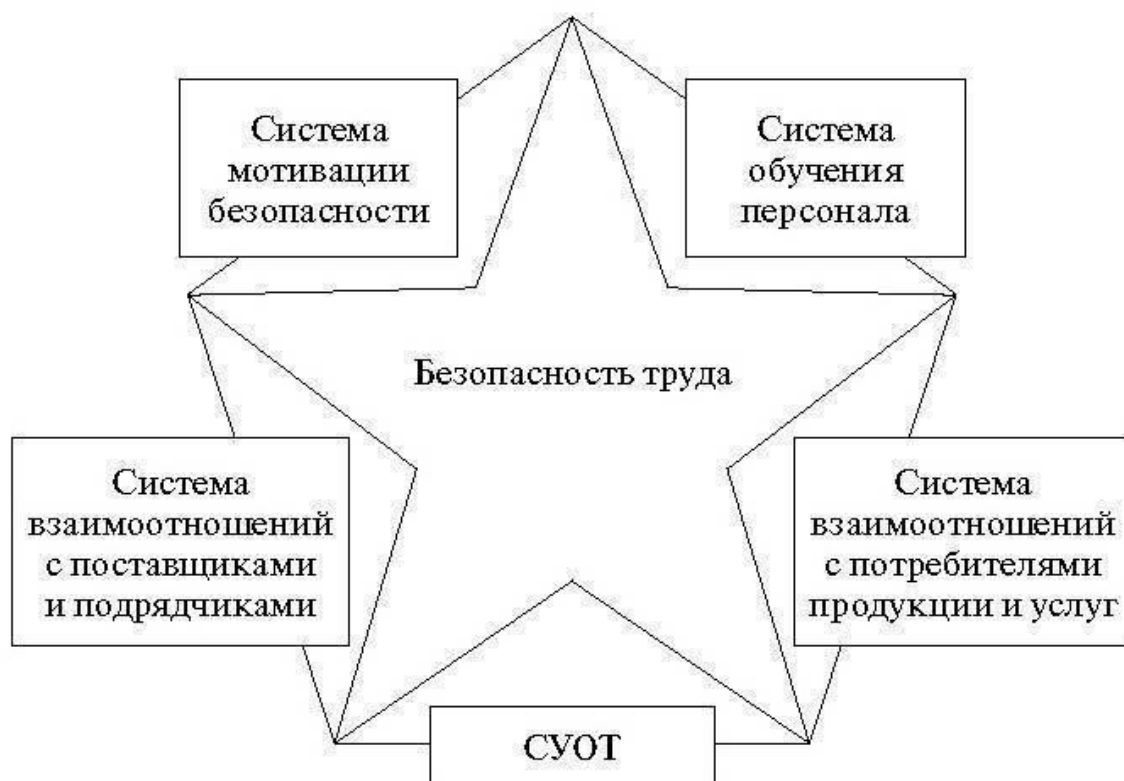 Система
мотивации
безопасности
Система
обучения
персонала
Безопасность труда
Система
взаимоотношений
с поставщиками
и подрядчиками
Система
взаимоотношений
с потребителями
продукции и услуг
СУОТ